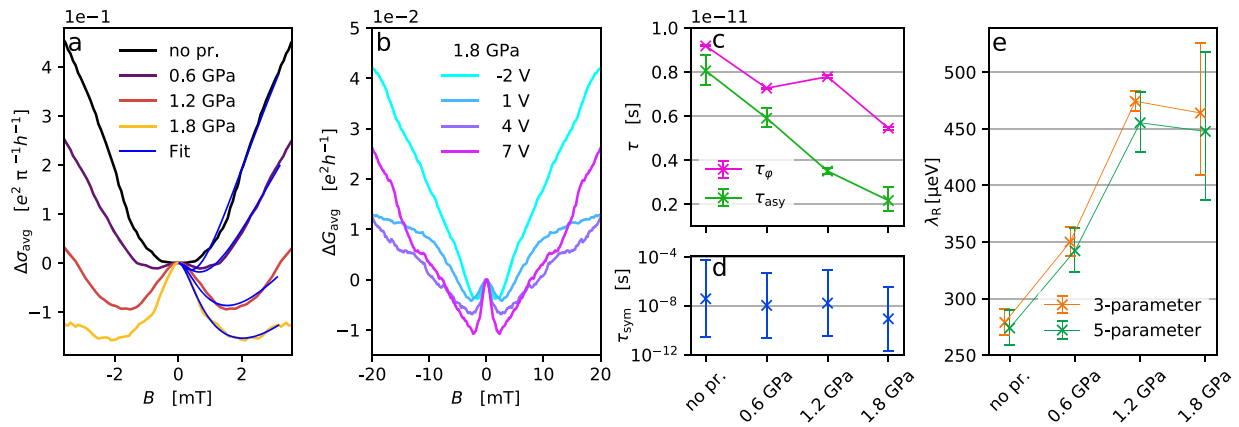 1e−1
a
no pr.
0.6 GPa
1.2 GPa
1.8 GPa
Fit
4
3
2
1
0
−1
Δσavg [e² π⁻¹h⁻¹]
−2
0
2
B [mT]
1e−2
b
1.8 GPa
-2 V
1 V
4 V
7 V
5
4
3
2
1
0
−1
ΔGavg [e²h⁻¹]
−20
−10
0
10
20
B [mT]
1e−11
c
1.0
0.8
0.6
0.4
0.2
τ [s]
τφ
τasy
d
10⁻⁴
10⁻⁸
10⁻¹²
τsym [s]
no pr.
0.6 GPa
1.2 GPa
1.8 GPa
e
500
450
400
350
300
250
λR [μeV]
3-parameter
5-parameter
no pr.
0.6 GPa
1.2 GPa
1.8 GPa